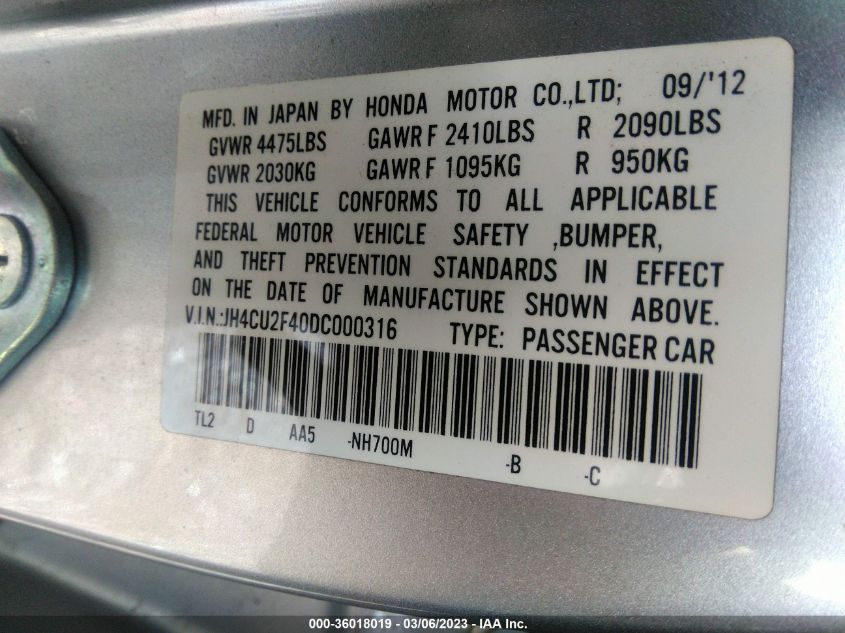 MFD. IN JAPAN BY HONDA MOTOR CO.,LTD; 09/'12
GVWR 4475LBS GAWR F 2410LBS R 2090LBS
GVWR 2030KG GAWR F 1095KG R 950KG
THIS VEHICLE CONFORMS TO ALL APPLICABLE
FEDERAL MOTOR VEHICLE SAFETY ,BUMPER,
AND THEFT PREVENTION STANDARDS IN EFFECT
ON THE DATE OF MANUFACTURE SHOWN ABOVE.
V.I.N.:JH4CU2F40DC000316 TYPE: PASSENGER CAR
TL2 D AA5 -NH700M -B -C
000-36018019 - 03/06/2023 - IAA Inc.